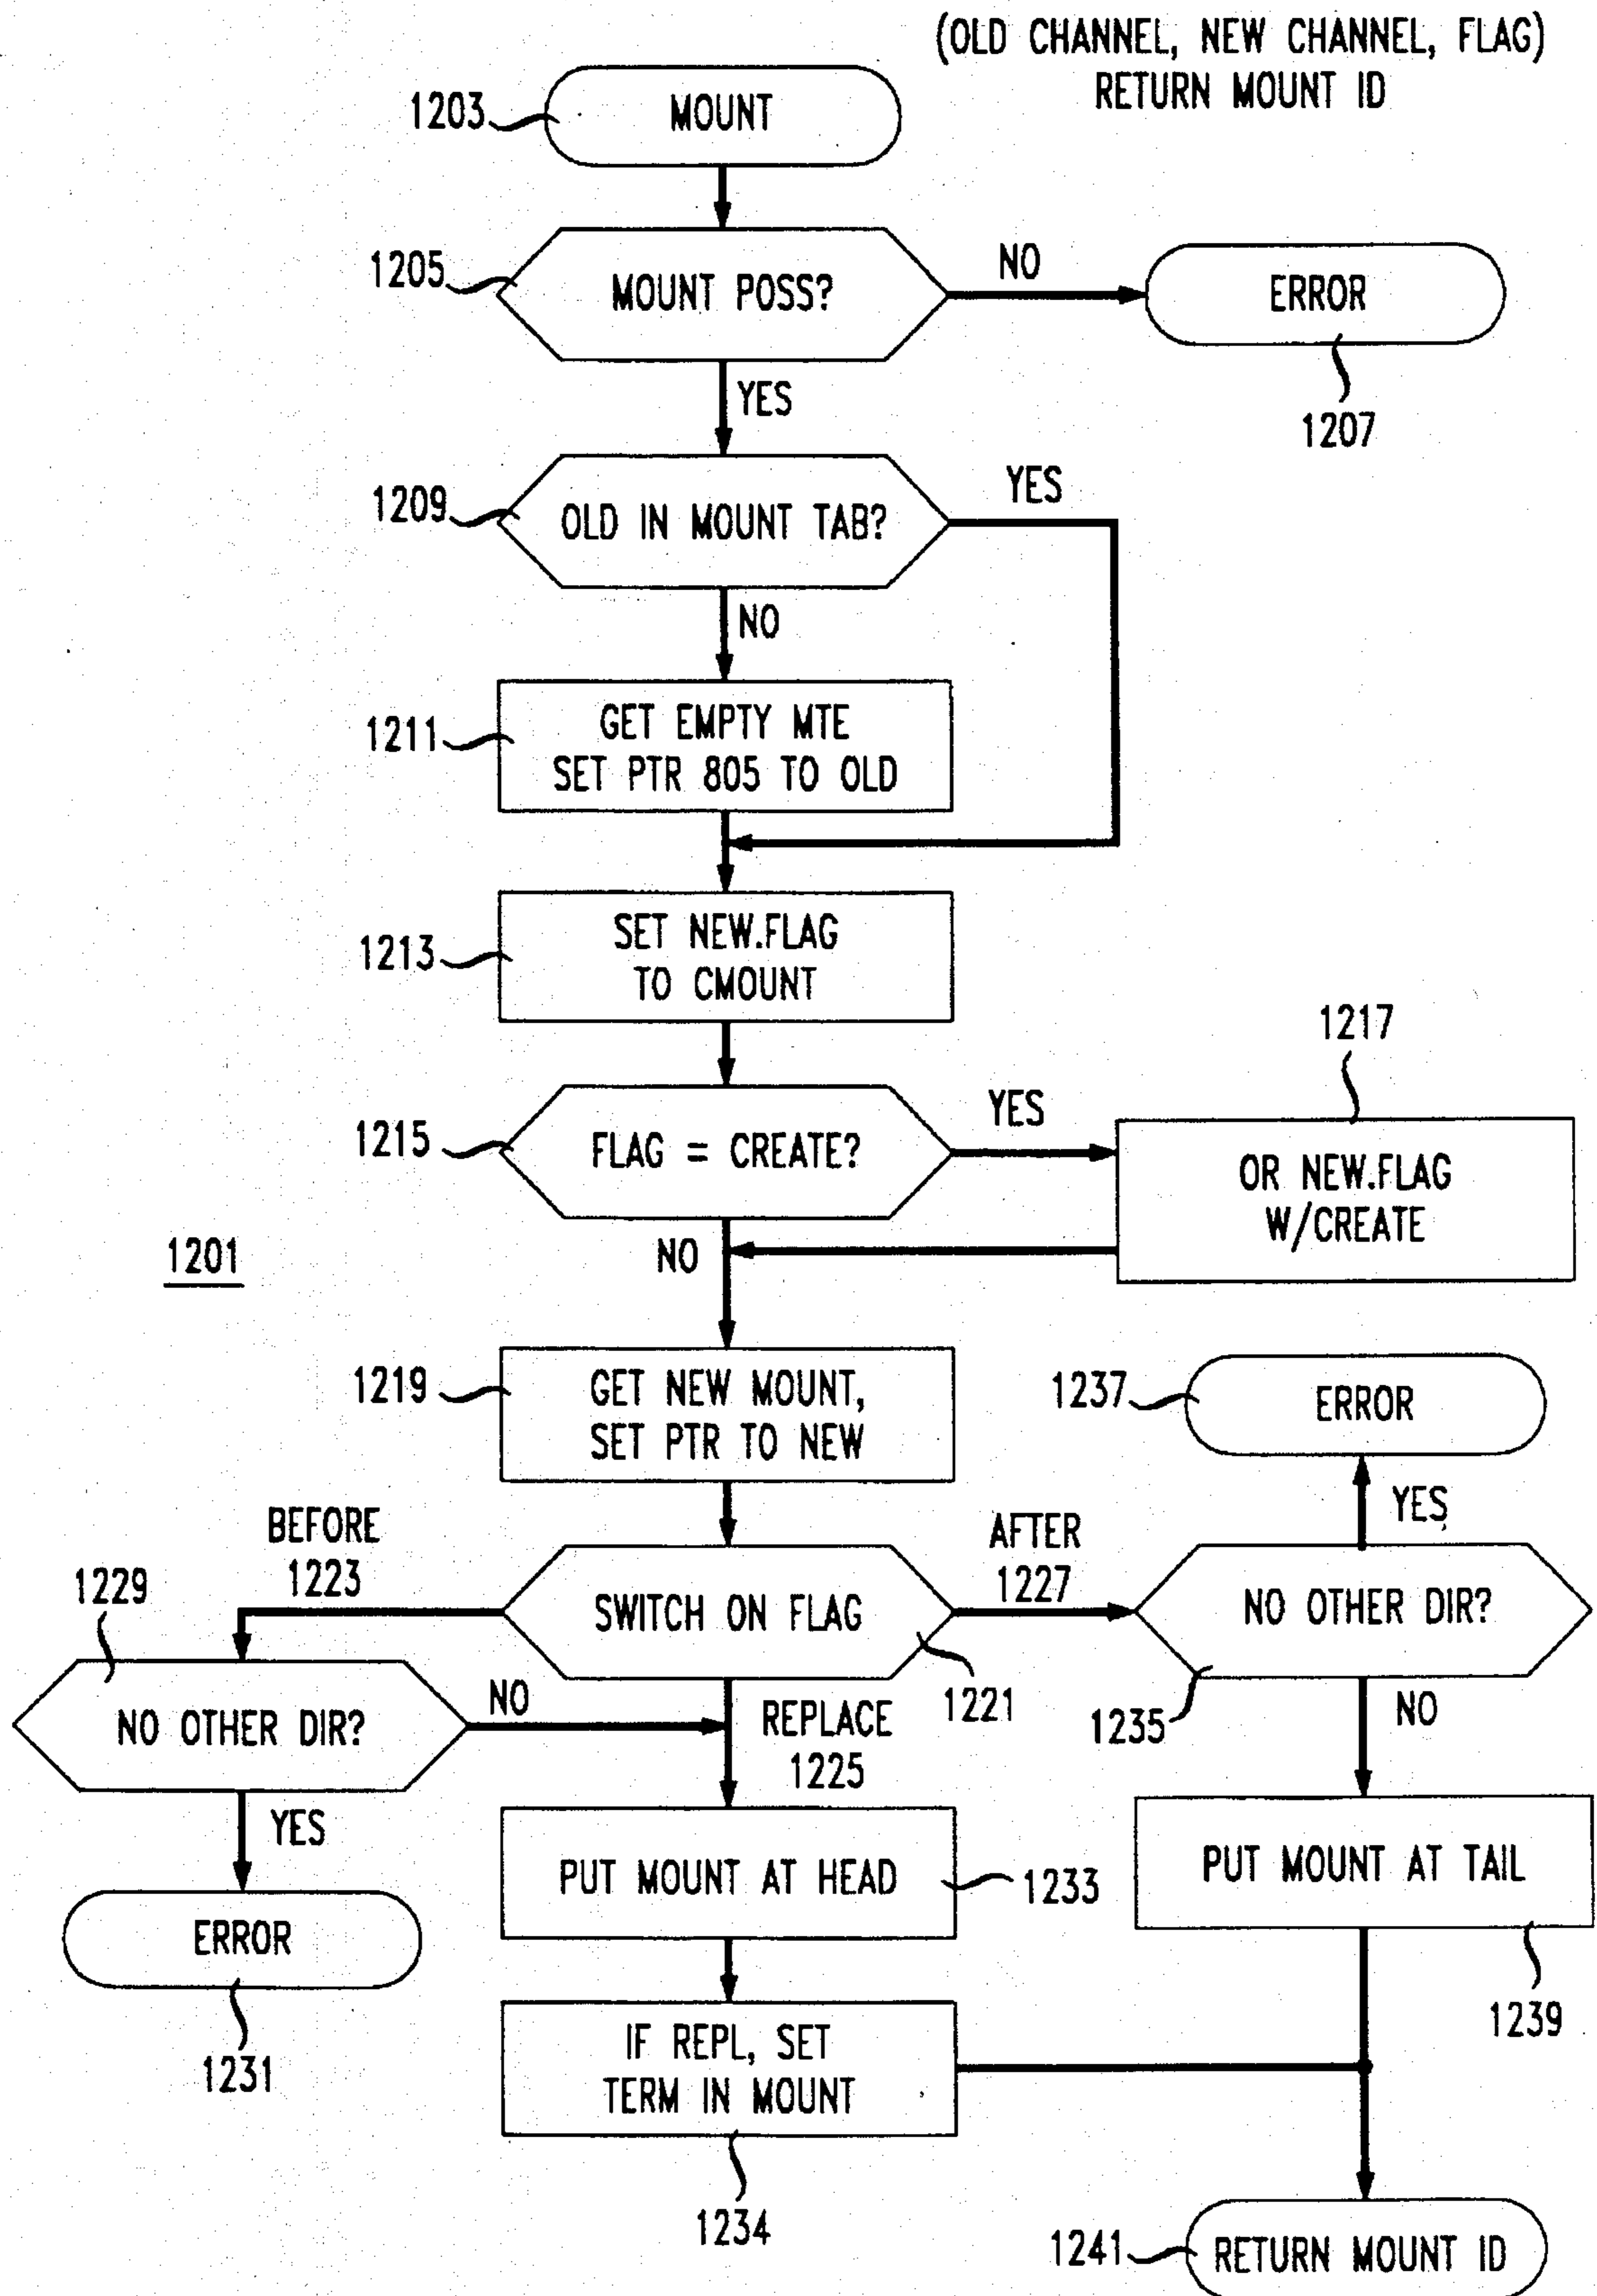 (OLD CHANNEL, NEW CHANNEL, FLAG)
RETURN MOUNT ID
1203
MOUNT
1205
MOUNT POSS?
NO
ERROR
1207
YES
1209
OLD IN MOUNT TAB?
YES
NO
1211
GET EMPTY MTE
SET PTR 805 TO OLD
1213
SET NEW.FLAG
TO CMOUNT
1217
1215
FLAG = CREATE?
YES
OR NEW.FLAG
W/CREATE
NO
1201
1219
GET NEW MOUNT,
SET PTR TO NEW
1237
ERROR
YES
BEFORE
1223
AFTER
1227
1229
SWITCH ON FLAG
1221
NO OTHER DIR?
1235
NO OTHER DIR?
NO
REPLACE
1225
NO
YES
PUT MOUNT AT HEAD
1233
PUT MOUNT AT TAIL
1239
ERROR
1231
IF REPL, SET
TERM IN MOUNT
1234
1241
RETURN MOUNT ID